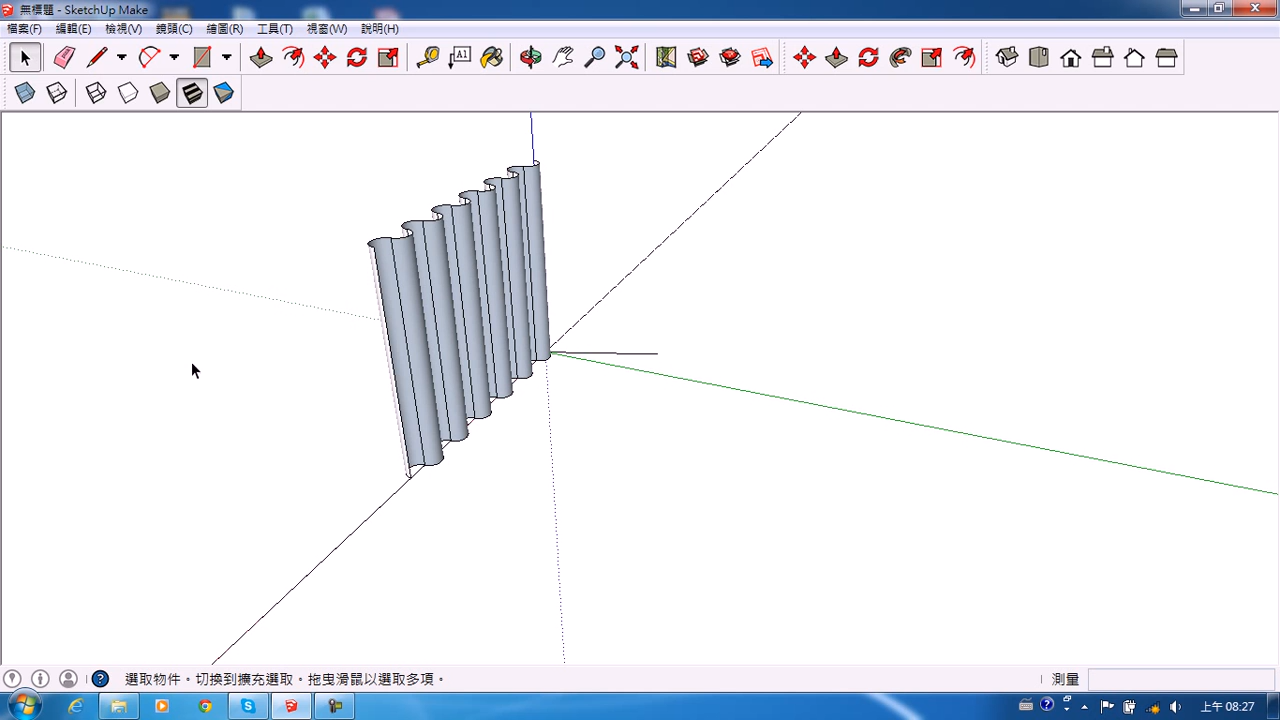 無標題 - SketchUp Make
檔案(F) 編輯(E) 檢視(V) 鏡頭(C) 繪圖(R) 工具(T) 視窗(W) 說明(H)
A1
選取物件。切換到擴充選取。拖曳滑鼠以選取多項。
測量
上午 08:27